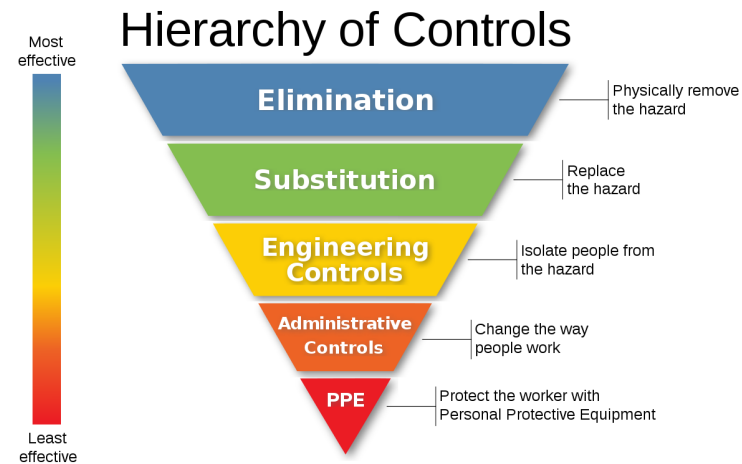 Hierarchy of Controls
Most
effective
Elimination
Physically remove
the hazard
Substitution
Replace
the hazard
Engineering
Controls
Isolate people from
the hazard
Administrative
Controls
Change the way
people work
PPE
Protect the worker with
Personal Protective Equipment
Least
effective